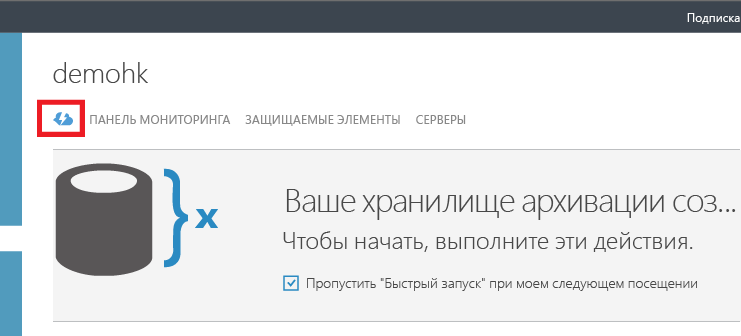 Подписка
demohk
ПАНЕЛЬ МОНИТОРИНГА ЗАЩИЩАЕМЫЕ ЭЛЕМЕНТЫ СЕРВЕРЫ
x
Ваше хранилище архивации соз...
Чтобы начать, выполните эти действия.
Пропустить "Быстрый запуск" при моем следующем посещении